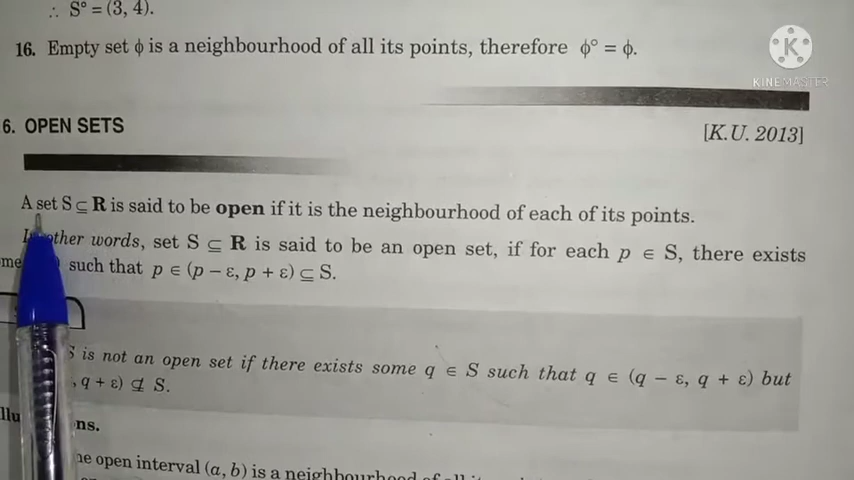 ∴ S° = (3, 4).
16. Empty set ϕ is a neighbourhood of all its points, therefore ϕ° = ϕ.
K
KINEMASTER
6. OPEN SETS
[K.U. 2013]
A set S ⊆ R is said to be open if it is the neighbourhood of each of its points.
other words, set S ⊆ R is said to be an open set, if for each p ∈ S, there exists
such that p ∈ (p – ε, p + ε) ⊆ S.
S is not an open set if there exists some q ∈ S such that q ∈ (q – ε, q + ε) but
, q + ε) ⊄ S.
ns.
open interval (a, b) is a neighbourhood of all